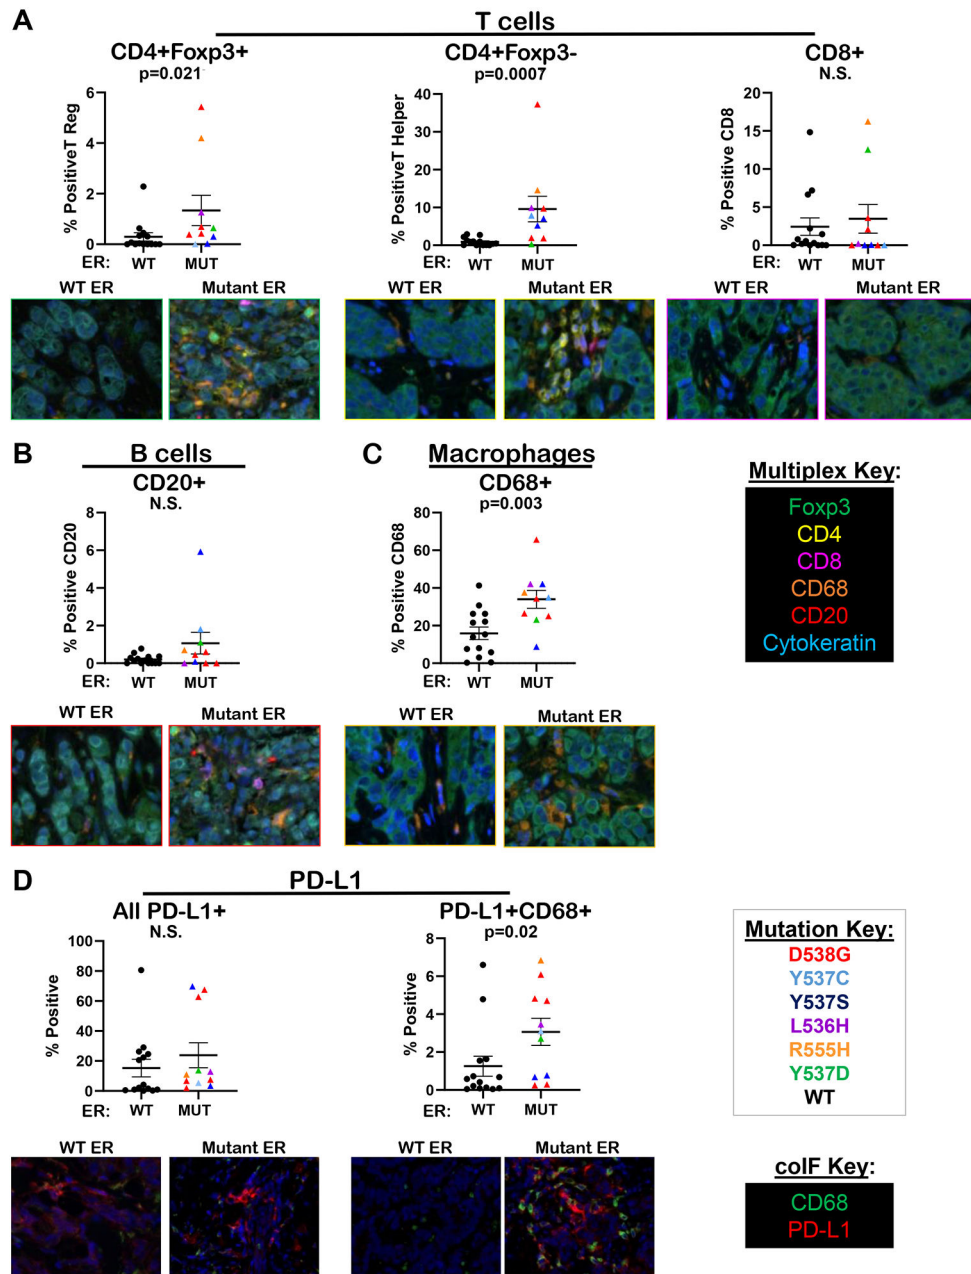 A
T cells
CD4+Foxp3+
p=0.021
% PositiveT Reg
6
4
2
0
ER: WT MUT
CD4+Foxp3-
p=0.0007
% PositiveT Helper
40
30
20
10
0
ER: WT MUT
CD8+
N.S.
% Positive CD8
20
15
10
5
0
ER: WT MUT
WT ER Mutant ER
WT ER Mutant ER
WT ER Mutant ER
B
B cells
CD20+
N.S.
% Positive CD20
8
6
4
2
0
ER: WT MUT
WT ER Mutant ER
C
Macrophages
CD68+
p=0.003
% Positive CD68
80
60
40
20
0
ER: WT MUT
WT ER Mutant ER
Multiplex Key:
Foxp3
CD4
CD8
CD68
CD20
Cytokeratin
D
PD-L1
All PD-L1+
N.S.
% Positive
100
80
60
40
20
0
ER: WT MUT
WT ER Mutant ER
PD-L1+CD68+
p=0.02
% Positive
8
6
4
2
0
ER: WT MUT
WT ER Mutant ER
Mutation Key:
D538G
Y537C
Y537S
L536H
R555H
Y537D
WT
coIF Key:
CD68
PD-L1